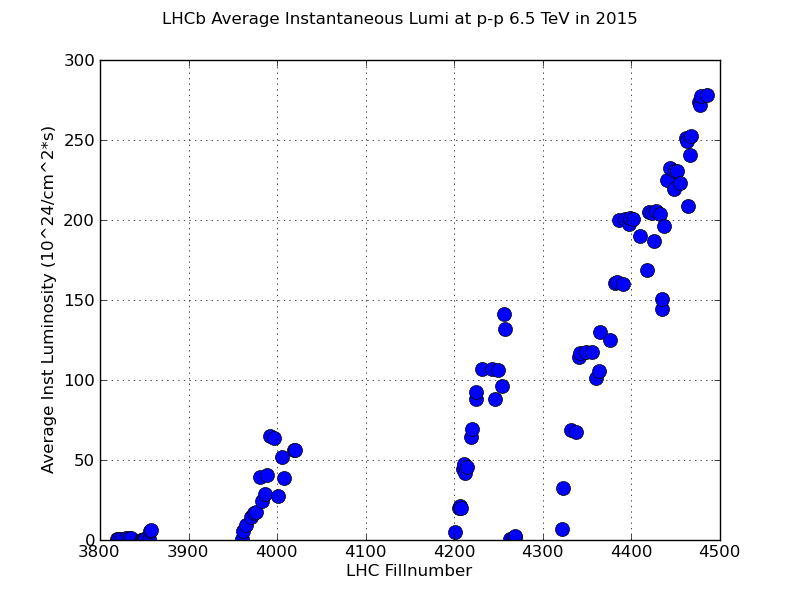 LHCb Average Instantaneous Lumi at p-p 6.5 TeV in 2015
300
250
200
150
100
50
0
Average Inst Luminosity (10^24/cm^2*s)
3800 3900 4000 4100 4200 4300 4400 4500
LHC Fillnumber